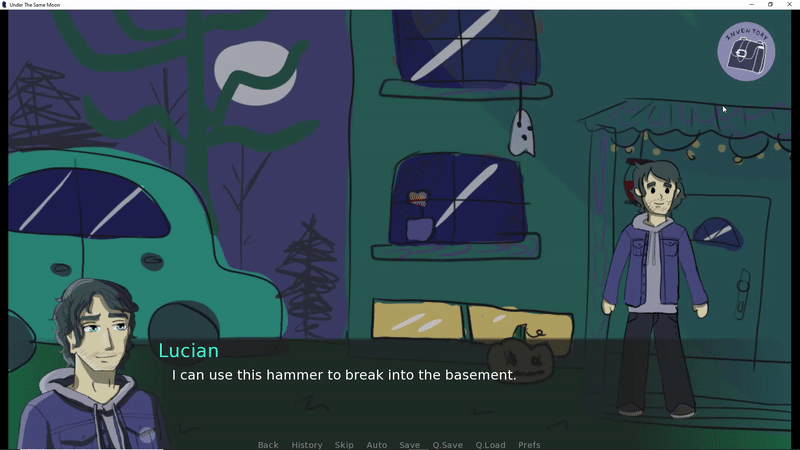 Under The Same Moon
INVENTORY
Lucian
I can use this hammer to break into the basement.
Back History Skip Auto Save Q.Save Q.Load Prefs